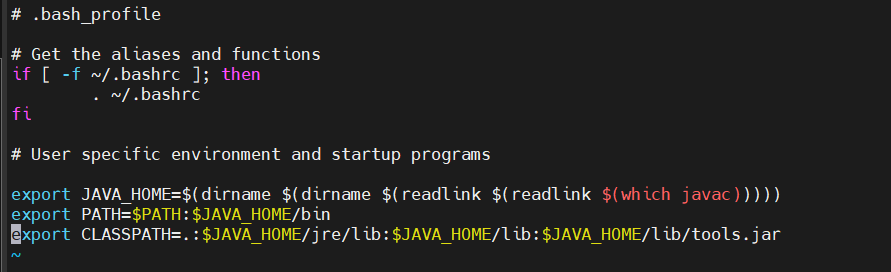 # .bash_profile
# Get the aliases and functions
if [ -f ~/.bashrc ]; then
. ~/.bashrc
fi
# User specific environment and startup programs
export JAVA_HOME=$(dirname $(dirname $(readlink $(readlink $(which javac)))))
export PATH=$PATH:$JAVA_HOME/bin
export CLASSPATH=.:$JAVA_HOME/jre/lib:$JAVA_HOME/lib:$JAVA_HOME/lib/tools.jar
~